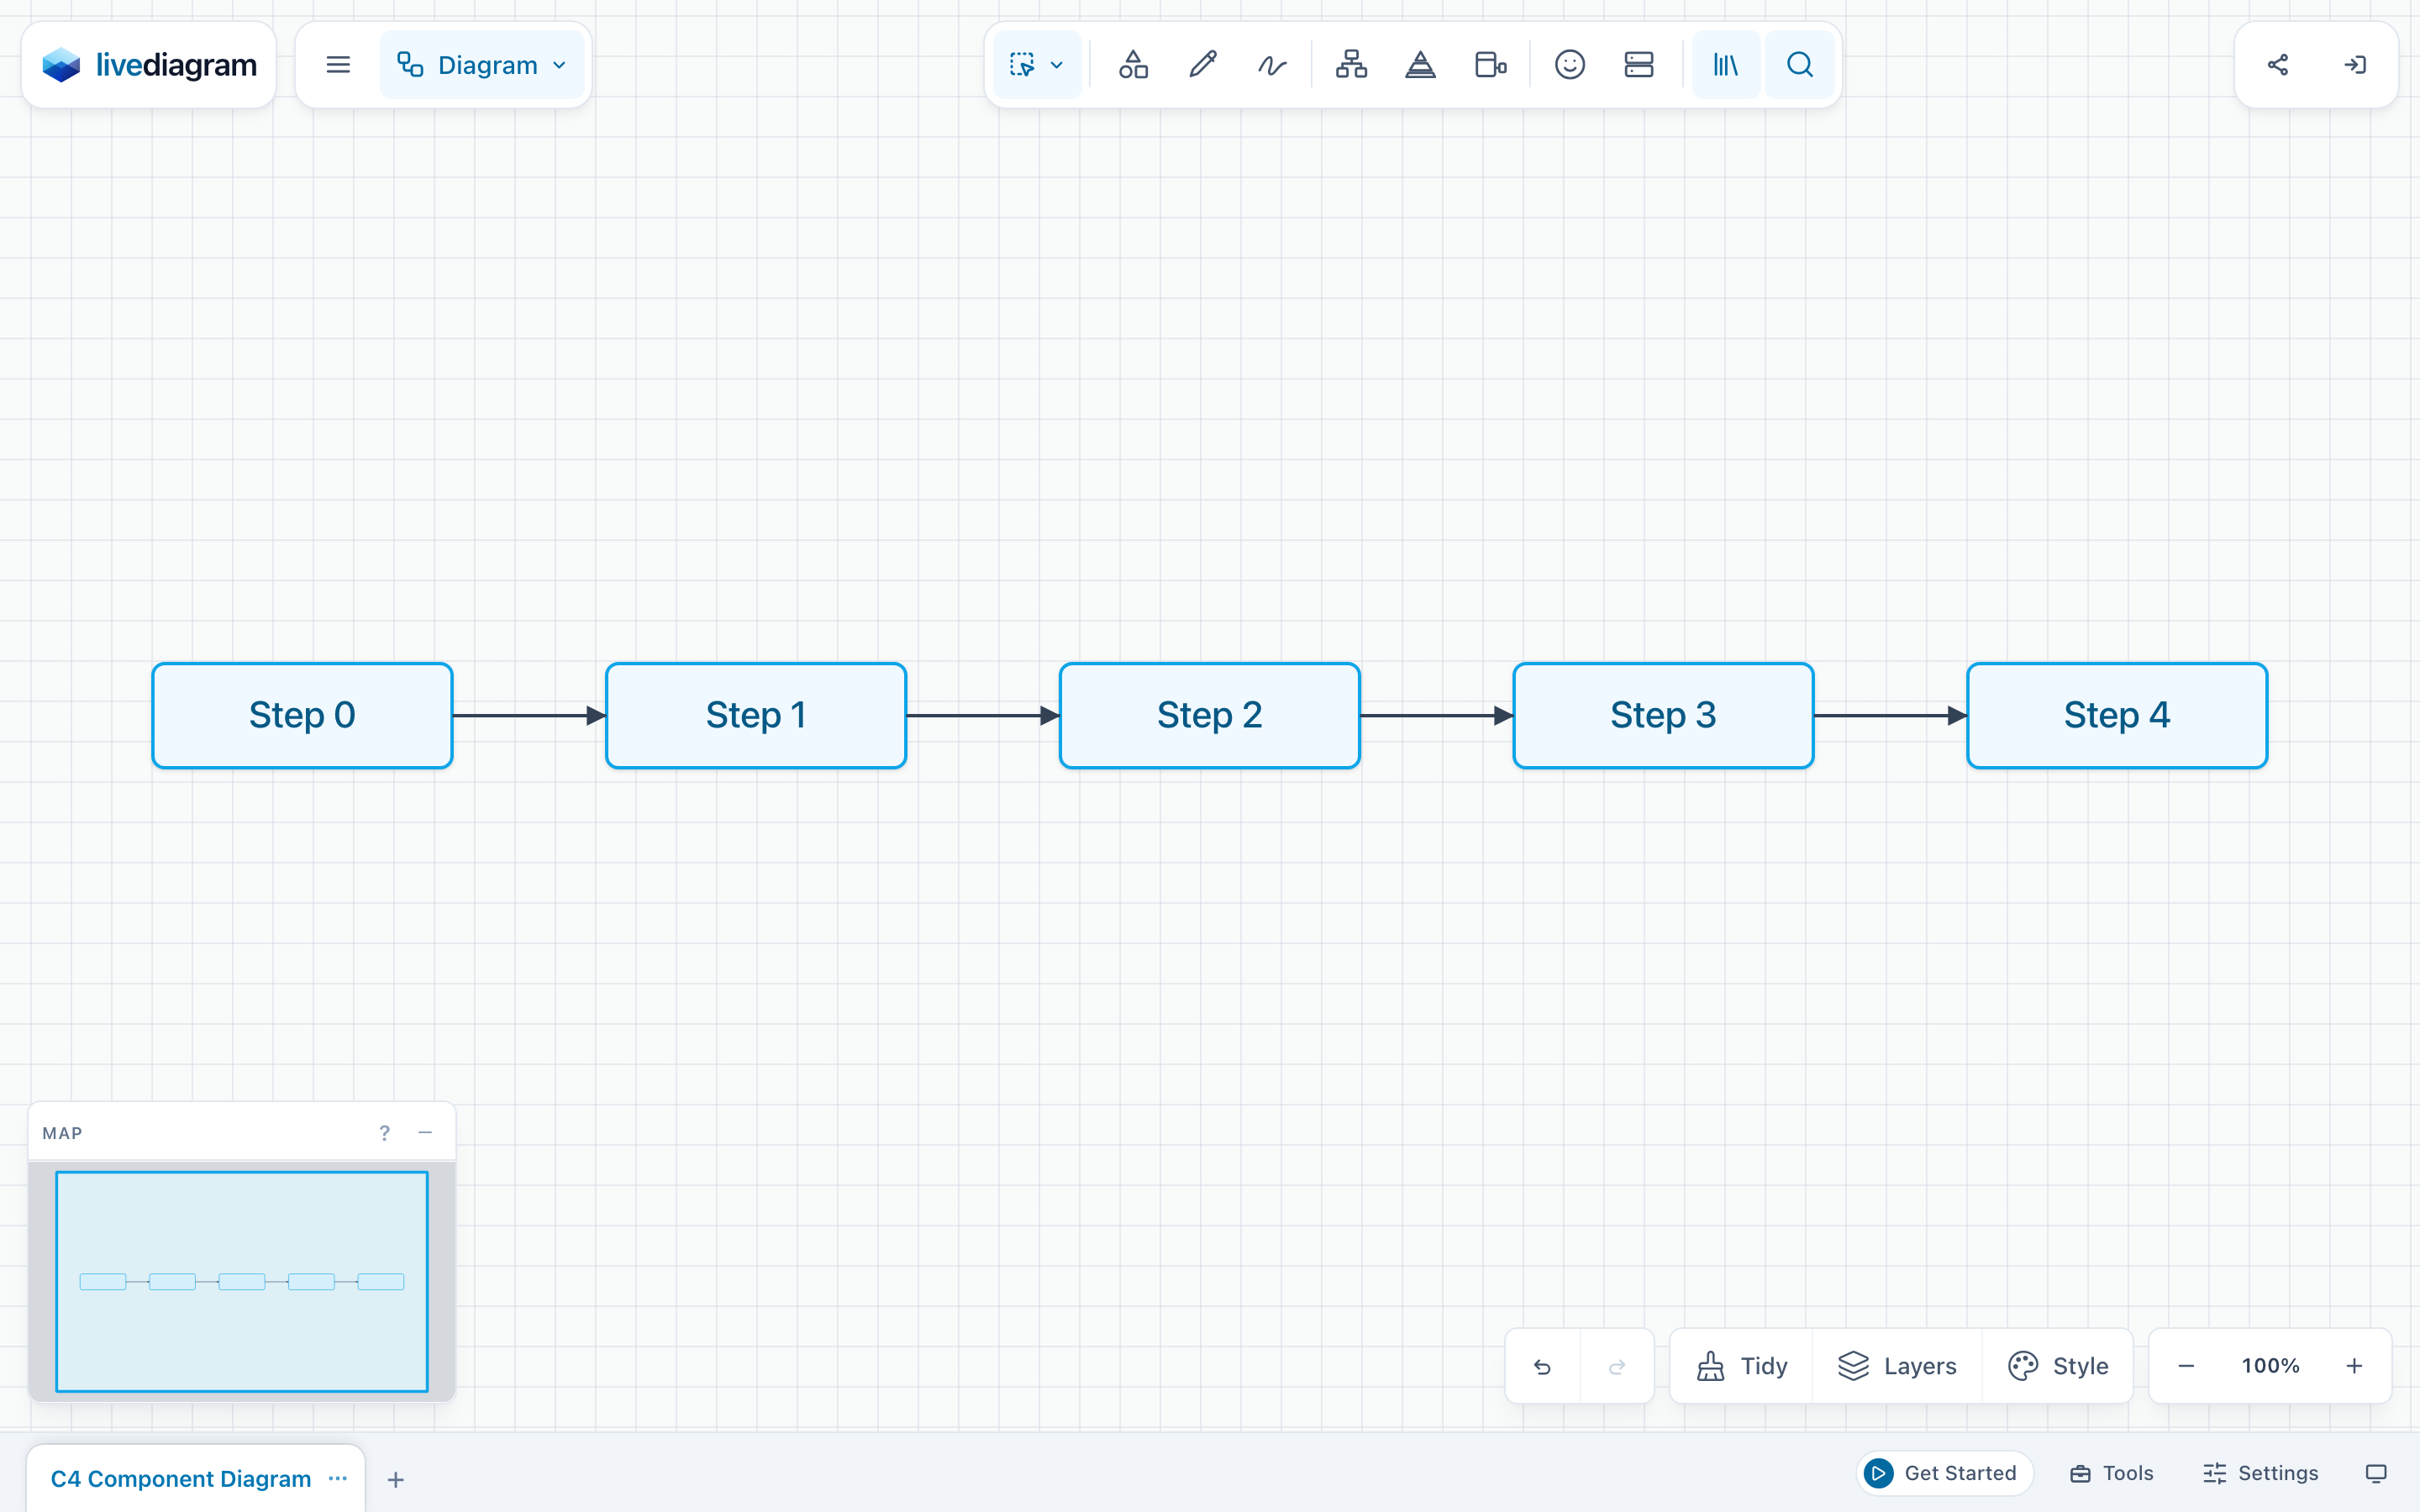 livediagram
Diagram
Step 0
Step 1
Step 2
Step 3
Step 4
MAP
?
Tidy
Layers
Style
100%
C4 Component Diagram
Get Started
Tools
Settings